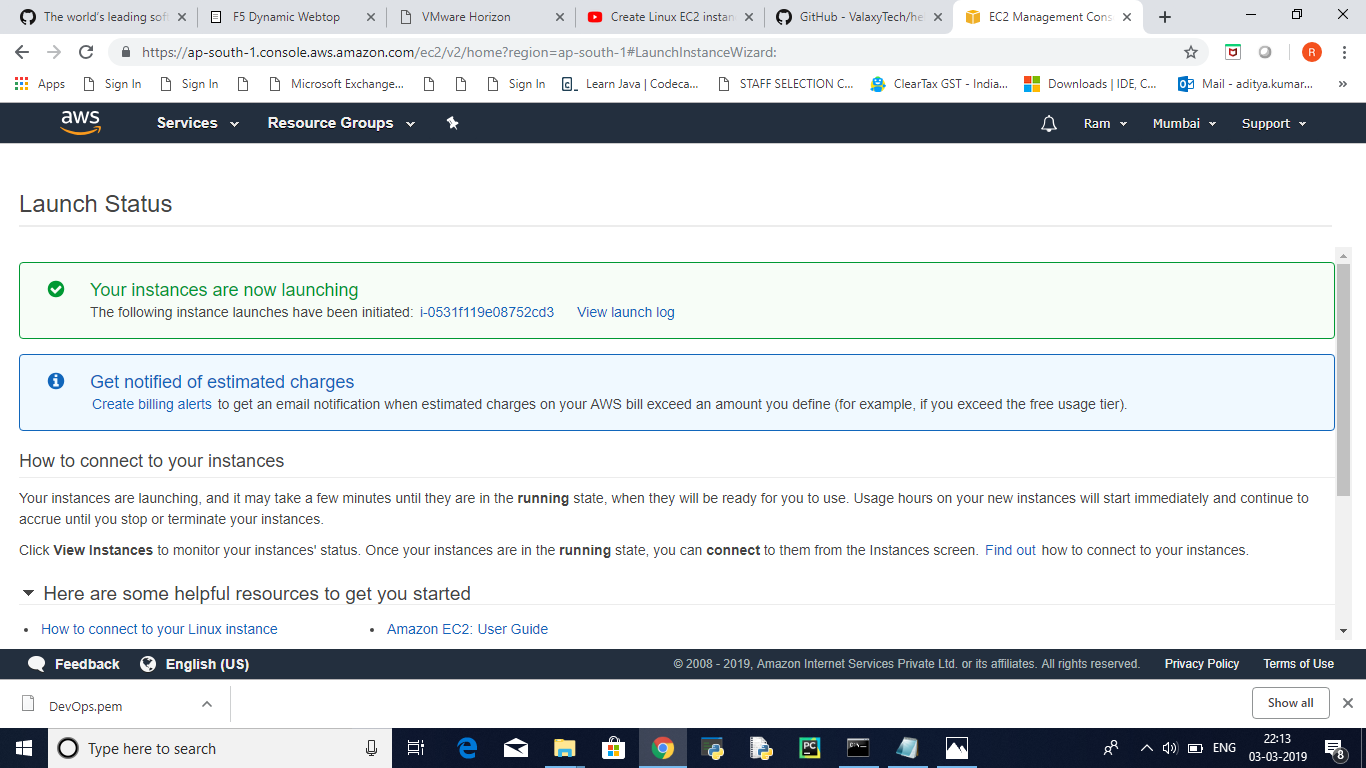 The world's leading sof
F5 Dynamic Webtop
VMware Horizon
Create Linux EC2 instan
GitHub - ValaxyTech/he
EC2 Management Cons
https://ap-south-1.console.aws.amazon.com/ec2/v2/home?region=ap-south-1#LaunchInstanceWizard:
R
Apps
Sign In
Sign In
Microsoft Exchange...
Sign In
Learn Java | Codeca...
STAFF SELECTION C...
ClearTax GST - India...
Downloads | IDE, C...
Mail - aditya.kumar...
»
aws
Services
Resource Groups
Ram
Mumbai
Support
Launch Status
Your instances are now launching
The following instance launches have been initiated: i-0531f119e08752cd3 View launch log
Get notified of estimated charges
Create billing alerts to get an email notification when estimated charges on your AWS bill exceed an amount you define (for example, if you exceed the free usage tier).
How to connect to your instances
Your instances are launching, and it may take a few minutes until they are in the running state, when they will be ready for you to use. Usage hours on your new instances will start immediately and continue to
accrue until you stop or terminate your instances.
Click View Instances to monitor your instances' status. Once your instances are in the running state, you can connect to them from the Instances screen. Find out how to connect to your instances.
Here are some helpful resources to get you started
• How to connect to your Linux instance
• Amazon EC2: User Guide
Feedback
English (US)
© 2008 - 2019, Amazon Internet Services Private Ltd. or its affiliates. All rights reserved.
Privacy Policy
Terms of Use
DevOps.pem
Show all
Type here to search
PC
ENG
22:13
03-03-2019
8